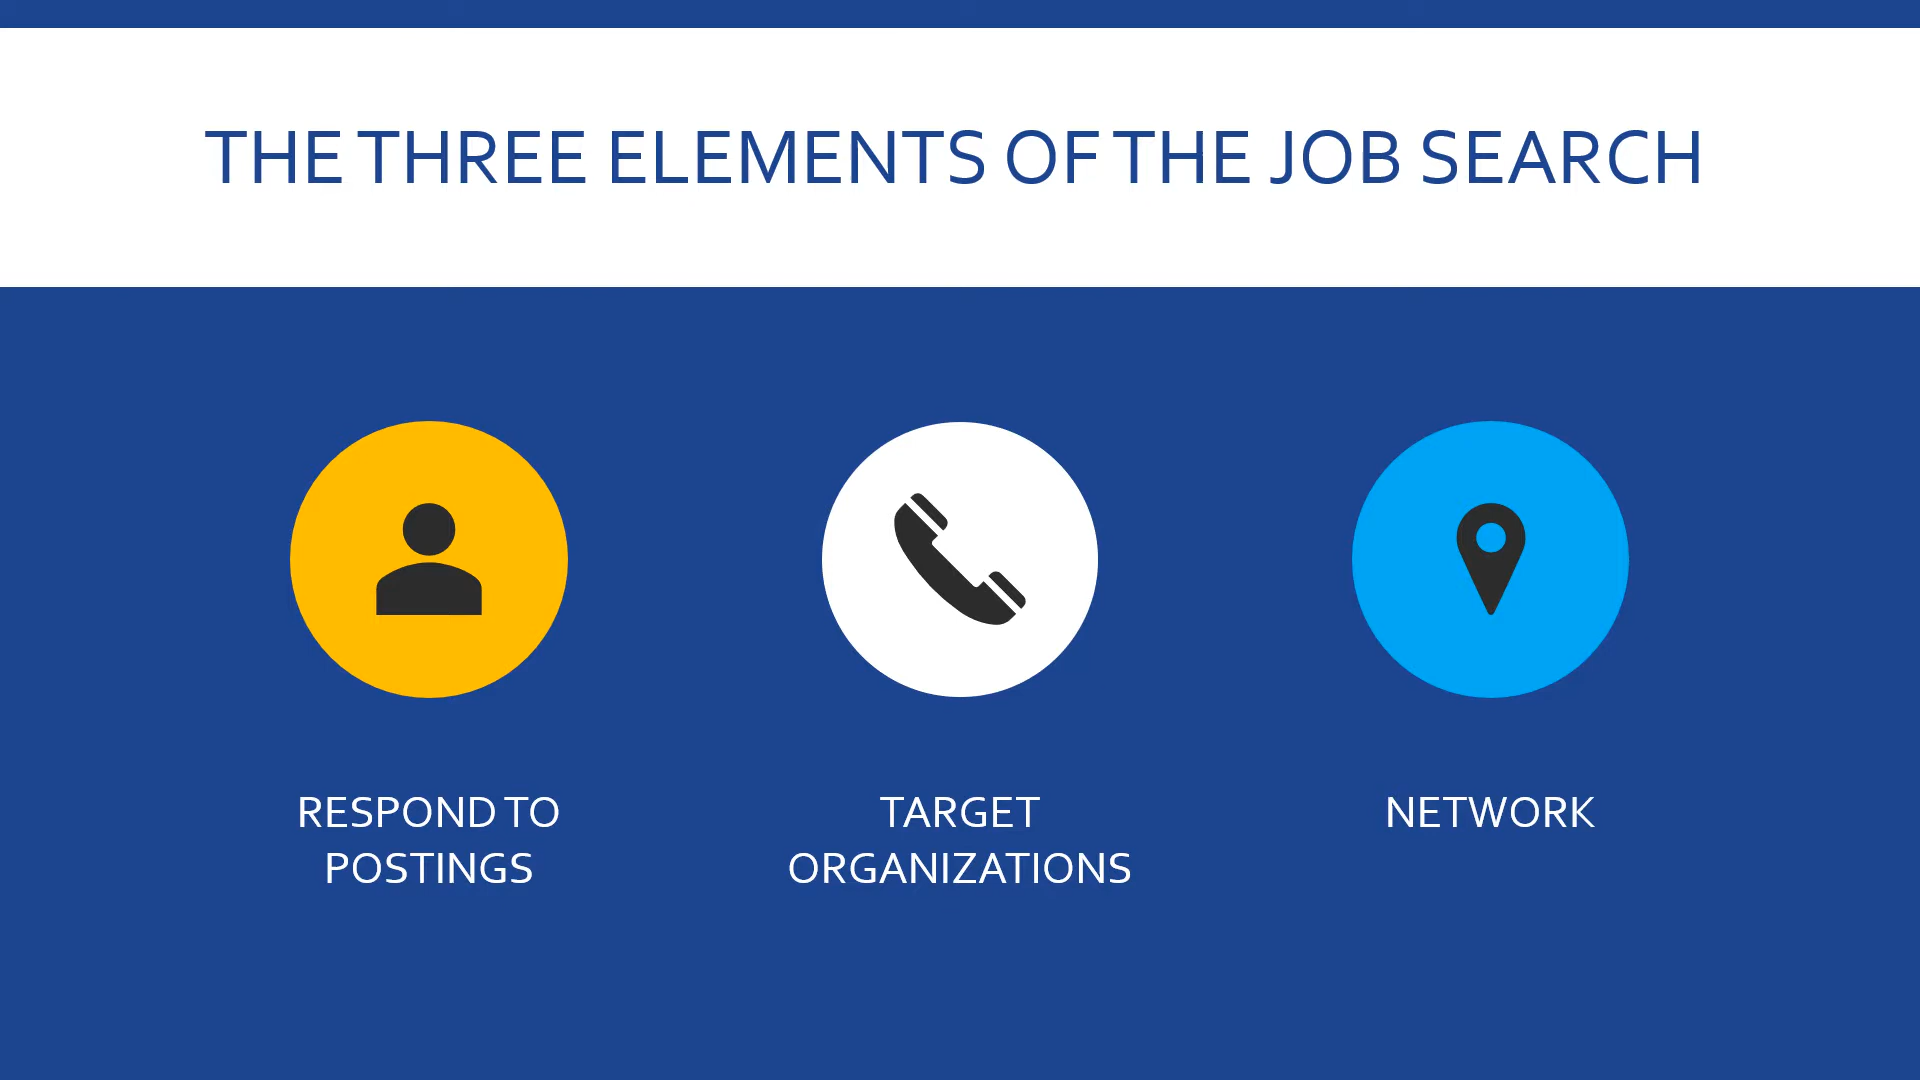 THE THREE ELEMENTS OF THE JOB SEARCH
RESPOND TO
POSTINGS
TARGET
ORGANIZATIONS
NETWORK